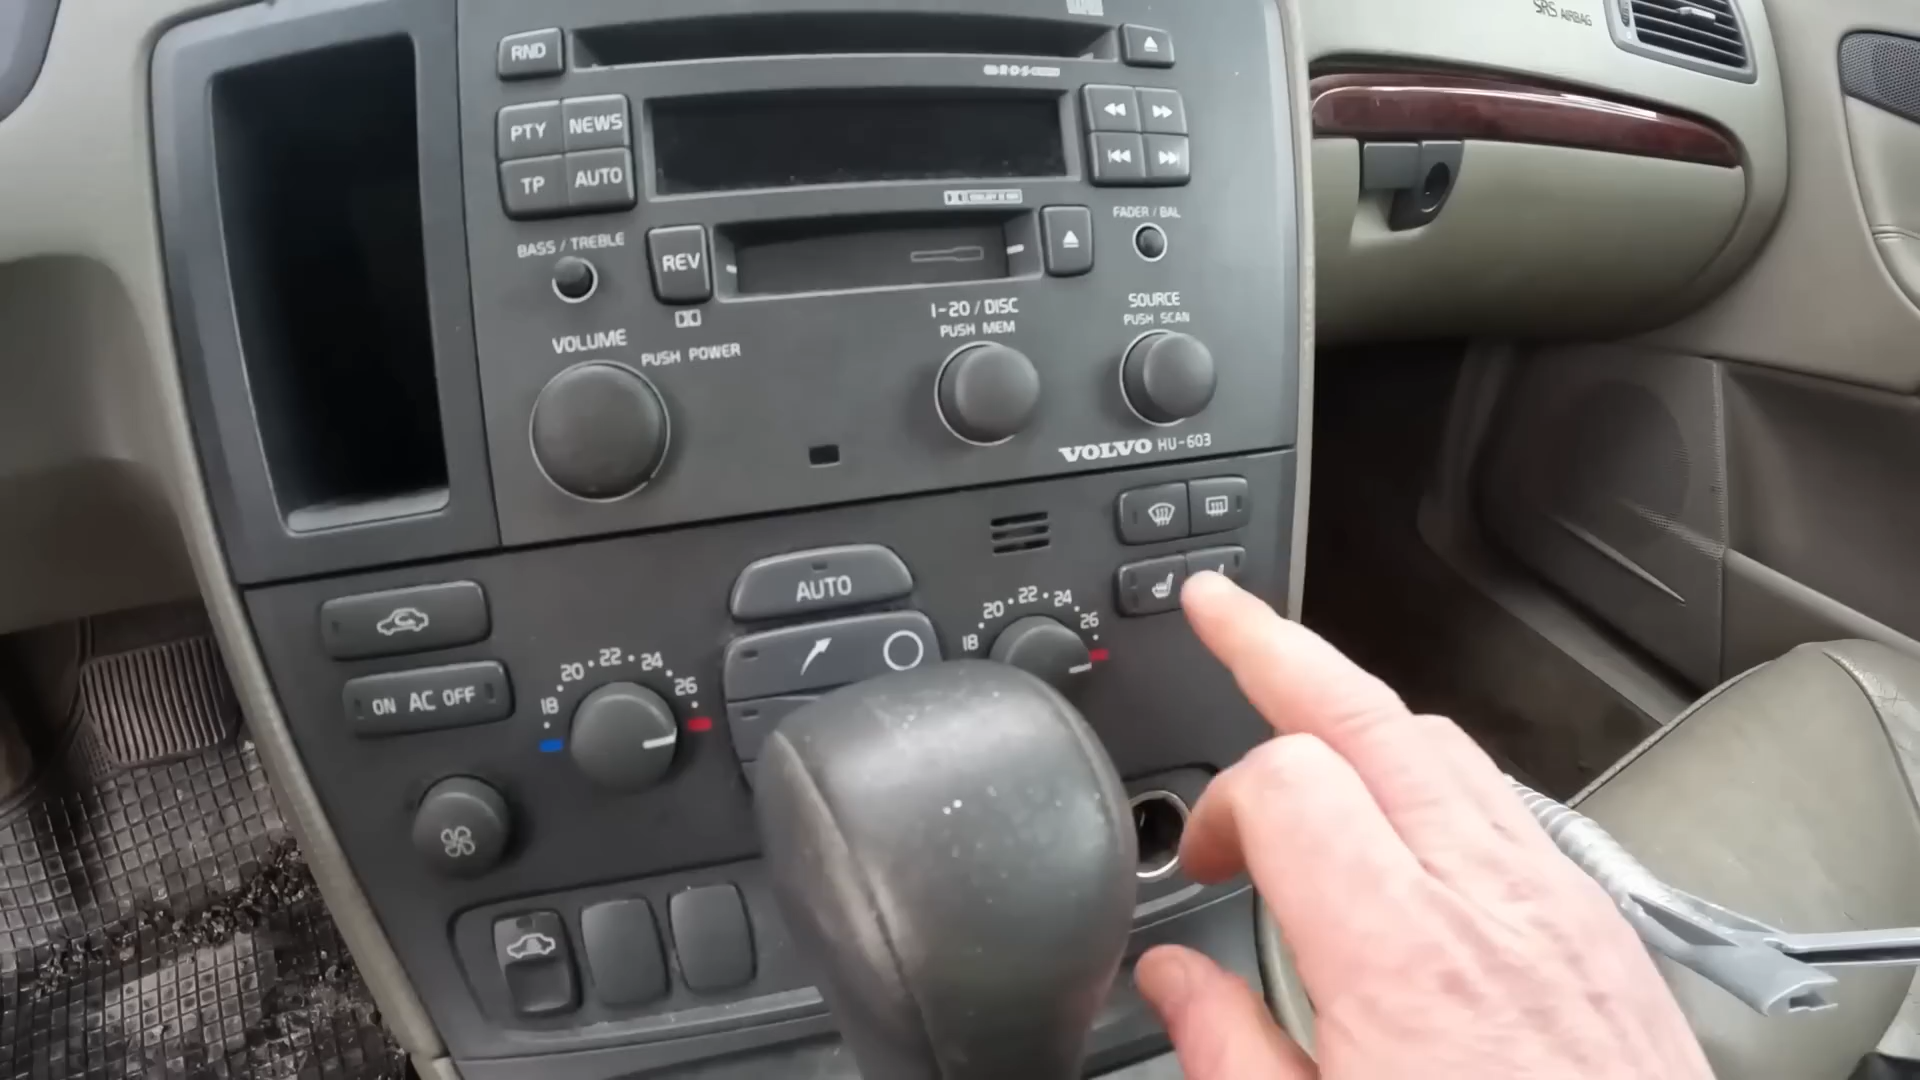 SRS AIRBAG
RND
PTY
NEWS
TP
AUTO
BASS / TREBLE
REV
FADER / BAL
VOLUME
PUSH POWER
1-20 / DISC
PUSH MEM
SOURCE
PUSH SCAN
VOLVO HU-603
AUTO
ON AC OFF
18 20 22 24 26
18 20 22 24 26